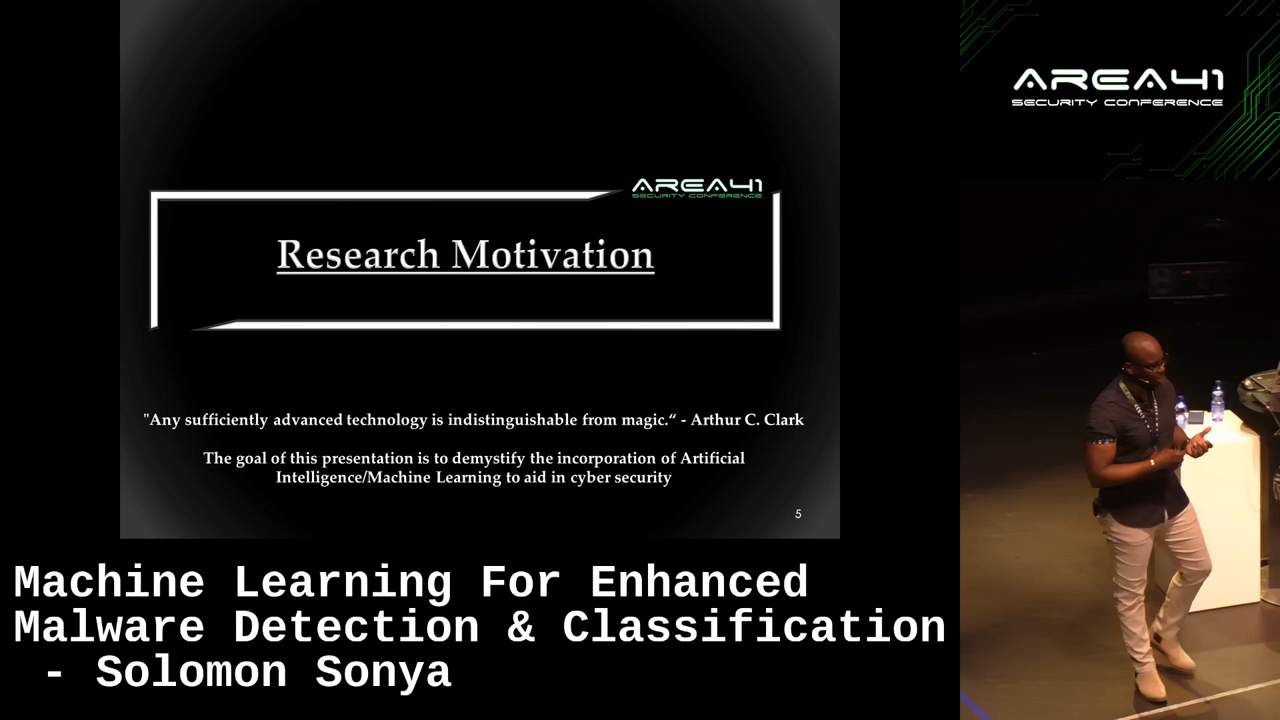 AREA41
SECURITY CONFERENCE
AREA41
SECURITY CONFERENCE
Research Motivation
"Any sufficiently advanced technology is indistinguishable from magic.“ - Arthur C. Clark
The goal of this presentation is to demystify the incorporation of Artificial
Intelligence/Machine Learning to aid in cyber security
5
Machine Learning For Enhanced
Malware Detection & Classification
- Solomon Sonya